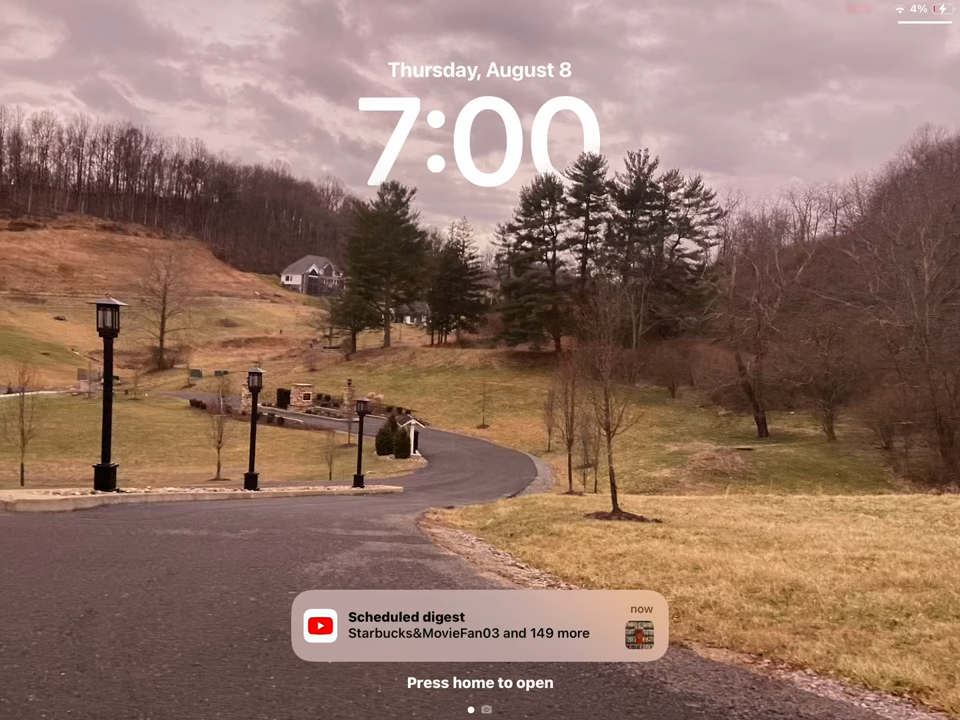 4%
Thursday, August 8
7:00
Scheduled digest
now
Starbucks&MovieFan03 and 149 more
Press home to open